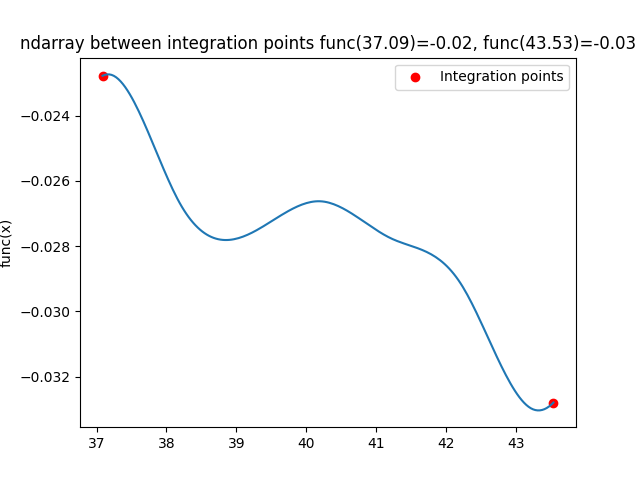 ndarray between integration points func(37.09)=-0.02, func(43.53)=-0.03
Integration points
func(x)
−0.024
−0.026
−0.028
−0.030
−0.032
37 38 39 40 41 42 43